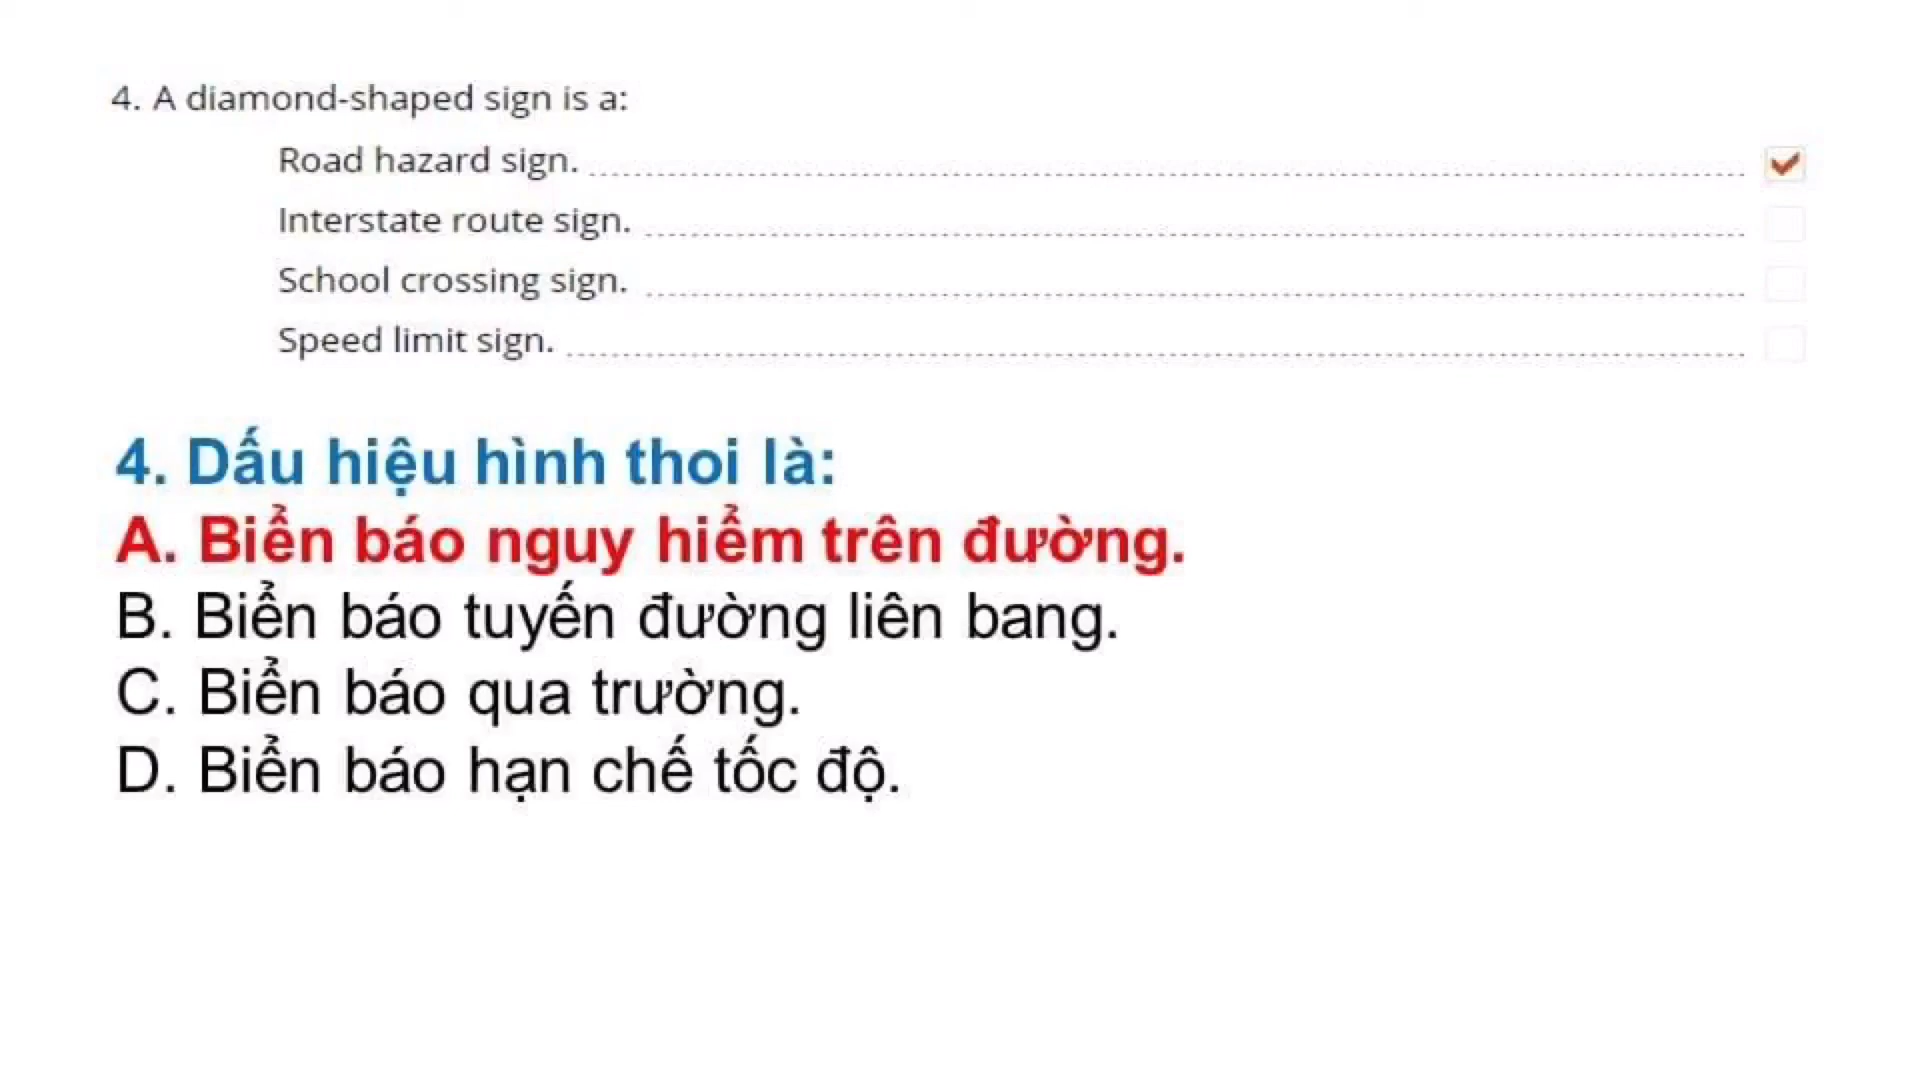 4. A diamond-shaped sign is a:
Road hazard sign.
Interstate route sign.
School crossing sign.
Speed limit sign.
4. Dấu hiệu hình thoi là:
A. Biển báo nguy hiểm trên đường.
B. Biển báo tuyến đường liên bang.
C. Biển báo qua trường.
D. Biển báo hạn chế tốc độ.